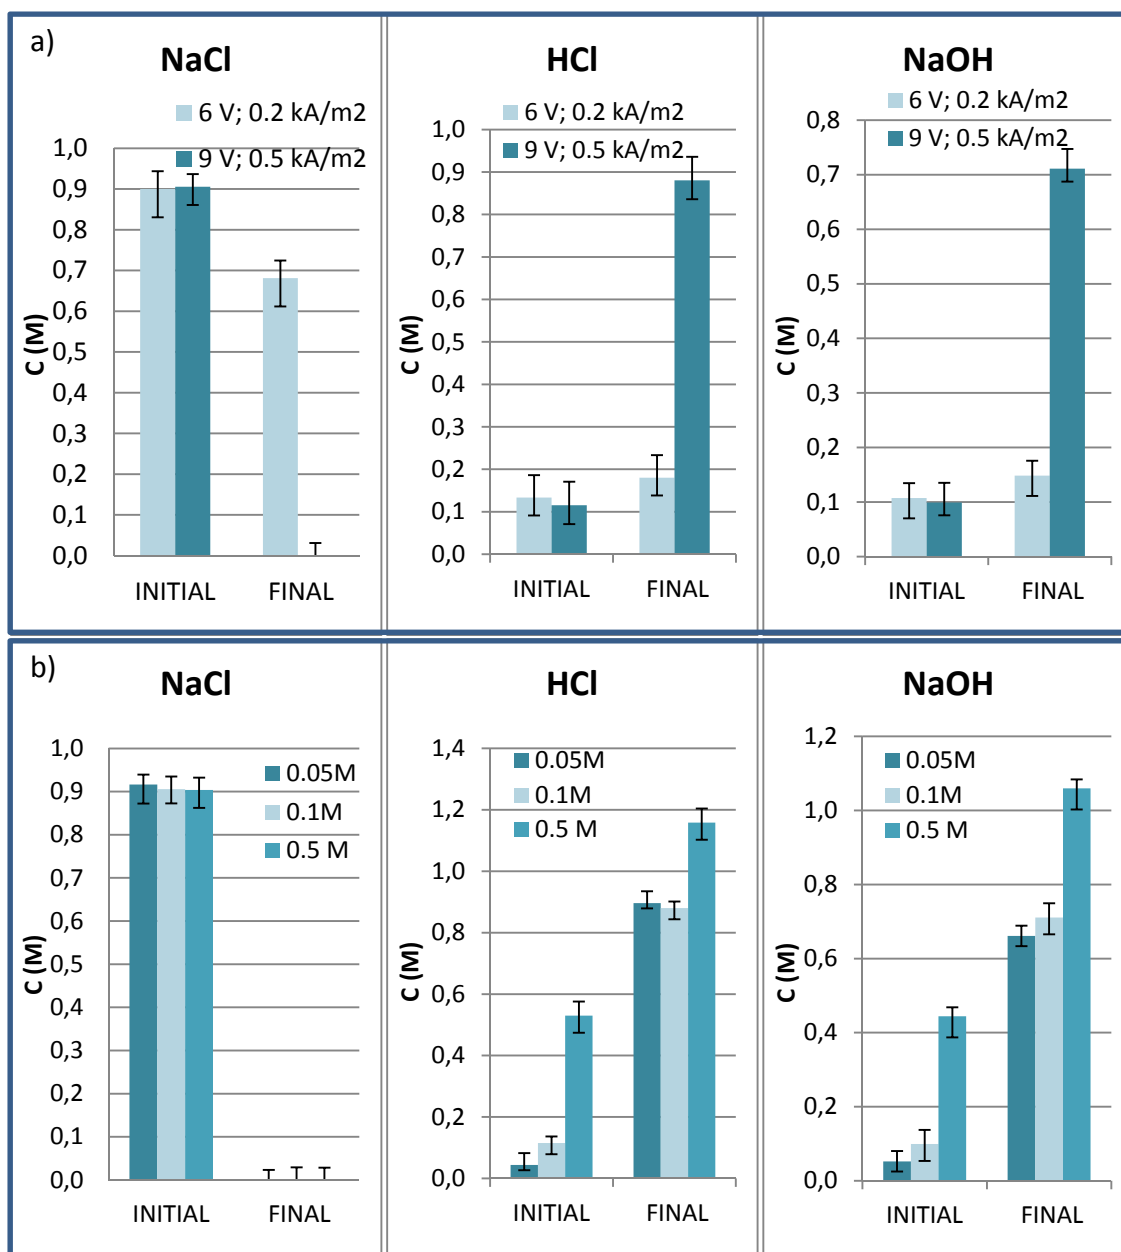 a)
NaCl
6 V; 0.2 kA/m2
9 V; 0.5 kA/m2
C (M)
1,0
0,9
0,8
0,7
0,6
0,5
0,4
0,3
0,2
0,1
0,0
INITIAL FINAL
HCl
6 V; 0.2 kA/m2
9 V; 0.5 kA/m2
C (M)
1,0
0,9
0,8
0,7
0,6
0,5
0,4
0,3
0,2
0,1
0,0
INITIAL FINAL
NaOH
6 V; 0.2 kA/m2
9 V; 0.5 kA/m2
C (M)
0,8
0,7
0,6
0,5
0,4
0,3
0,2
0,1
0,0
INITIAL FINAL
b)
NaCl
0.05M
0.1M
0.5 M
C (M)
1,0
0,9
0,8
0,7
0,6
0,5
0,4
0,3
0,2
0,1
0,0
INITIAL FINAL
HCl
0.05M
0.1M
0.5 M
C (M)
1,4
1,2
1,0
0,8
0,6
0,4
0,2
0,0
INITIAL FINAL
NaOH
0.05M
0.1M
0.5 M
C (M)
1,2
1,0
0,8
0,6
0,4
0,2
0,0
INITIAL FINAL